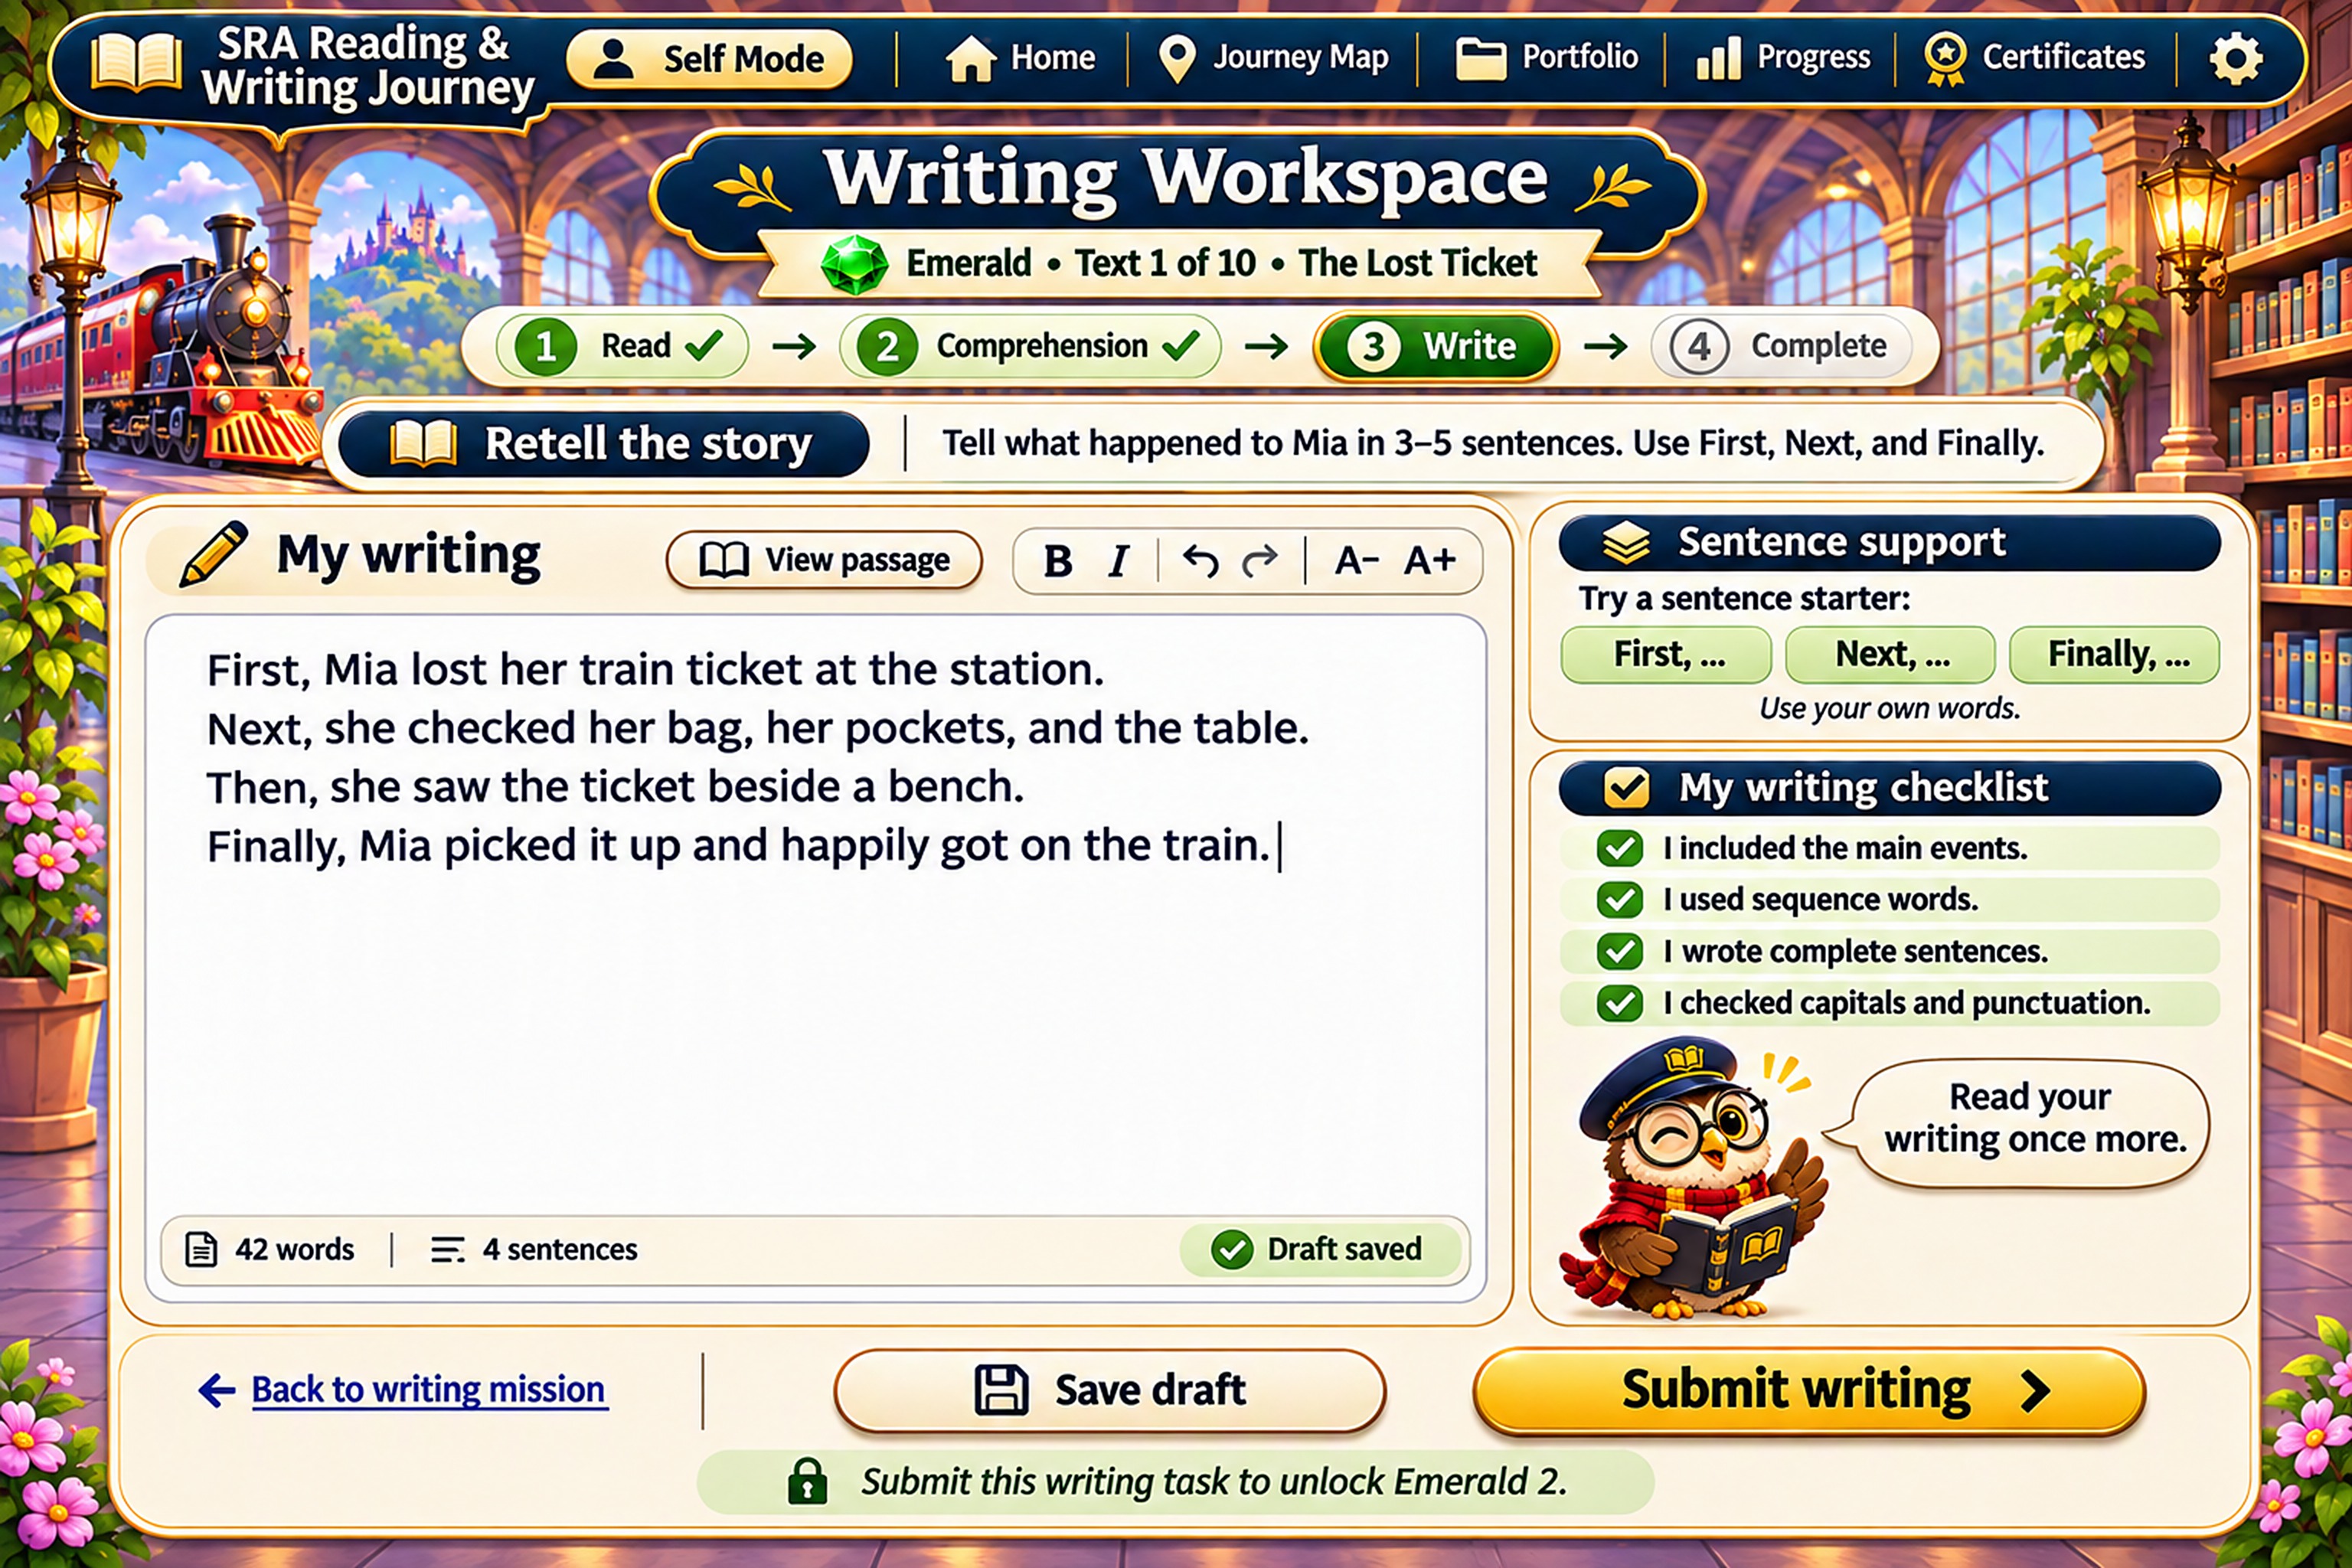 SRA Reading &
Writing Journey
Self Mode
Home
Journey Map
Portfolio
Progress
Certificates
Writing Workspace
Emerald • Text 1 of 10 • The Lost Ticket
1 Read
2 Comprehension
3 Write
4 Complete
Retell the story
Tell what happened to Mia in 3–5 sentences. Use First, Next, and Finally.
My writing
View passage
B I A− A+
First, Mia lost her train ticket at the station.
Next, she checked her bag, her pockets, and the table.
Then, she saw the ticket beside a bench.
Finally, Mia picked it up and happily got on the train.
42 words
4 sentences
Draft saved
Sentence support
Try a sentence starter:
First, ...
Next, ...
Finally, ...
Use your own words.
My writing checklist
I included the main events.
I used sequence words.
I wrote complete sentences.
I checked capitals and punctuation.
Read your
writing once more.
Back to writing mission
Save draft
Submit writing
Submit this writing task to unlock Emerald 2.